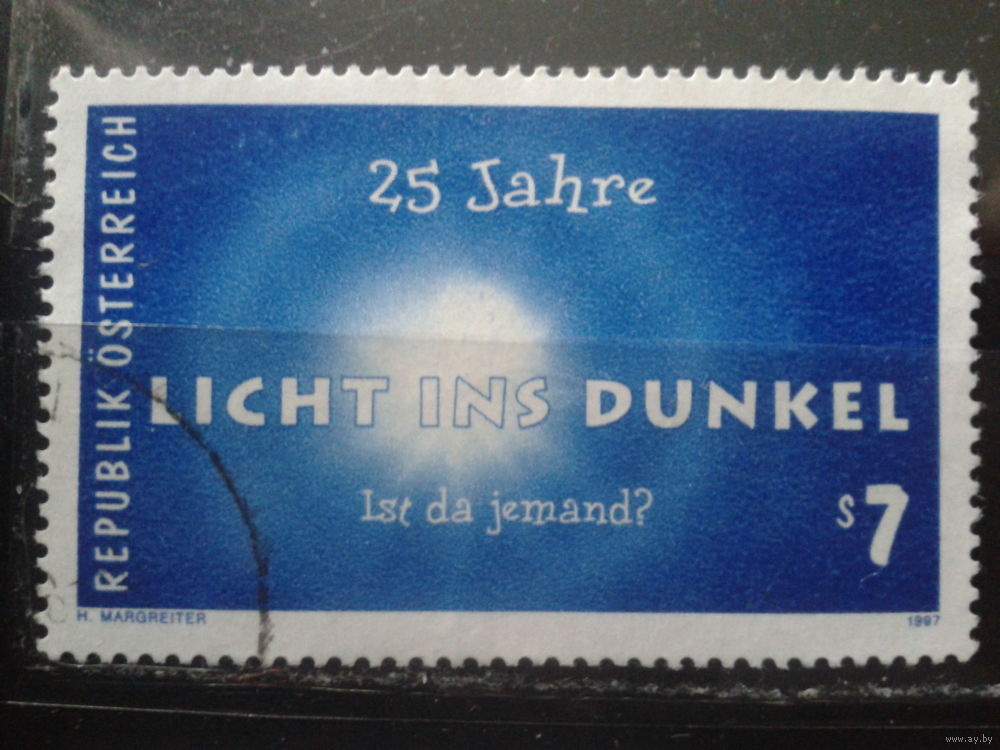 25 Jahre
REPUBLIK ÖSTERREICH
LICHT INS DUNKEL
Ist da jemand?
S 7
H. MARGREITER
1997
www.ay.by